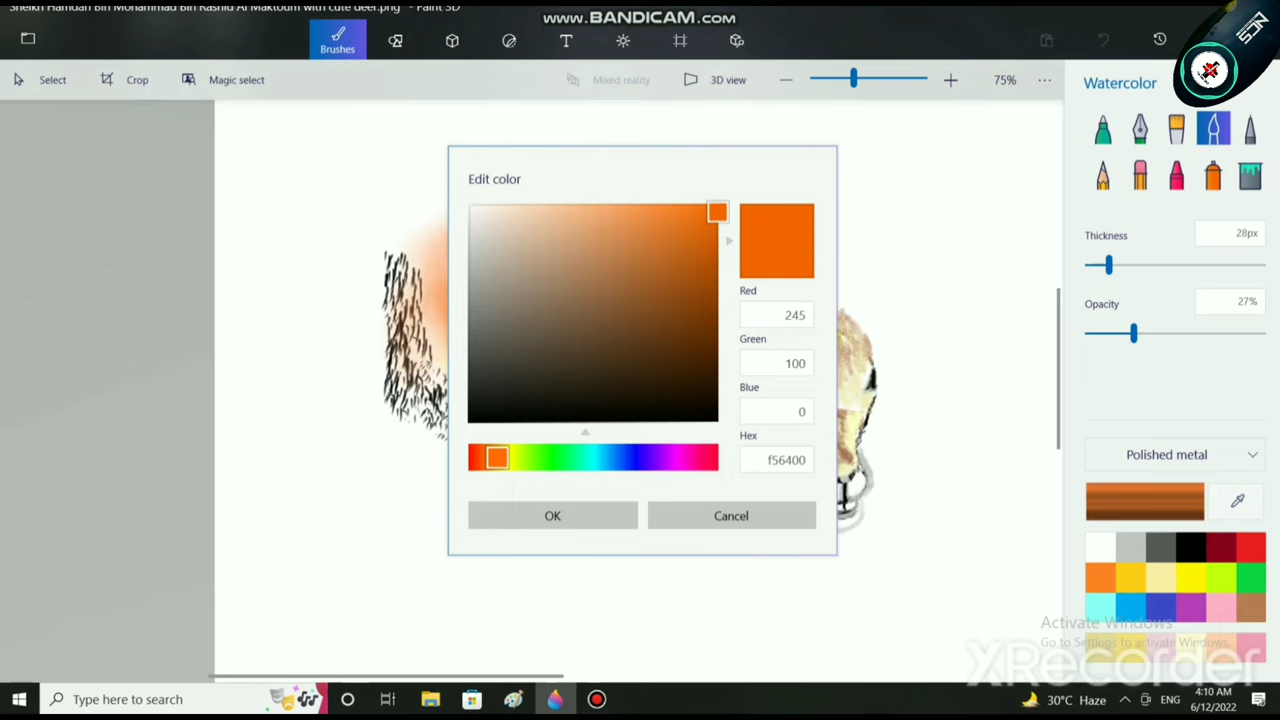 Sheikh Hamdan Bin Mohammad Bin Rashid Al Maktoum with cute deer.png - Paint 3D
WWW.BANDICAM.COM
Brushes
Select
Crop
Magic select
Mixed reality
3D view
75%
Watercolor
Thickness
28px
Opacity
27%
Edit color
Red
245
Green
100
Blue
0
Hex
f56400
OK
Cancel
Polished metal
Activate Windows
Go to Settings to activate Windows.
XRecorder
Type here to search
30°C Haze
ENG
4:10 AM
6/12/2022